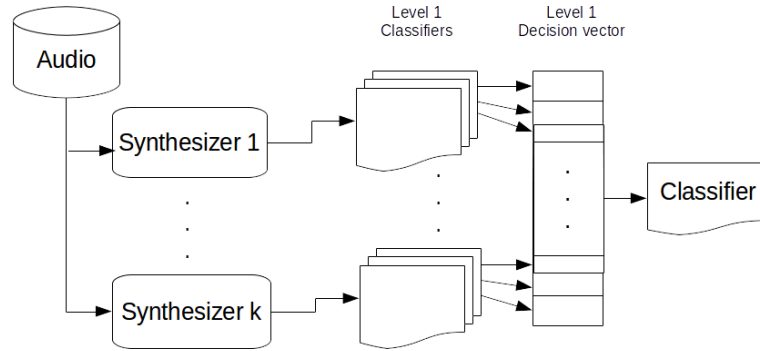 Level 1
Classifiers
Level 1
Decision vector
Audio
Synthesizer 1
Classifier
Synthesizer k